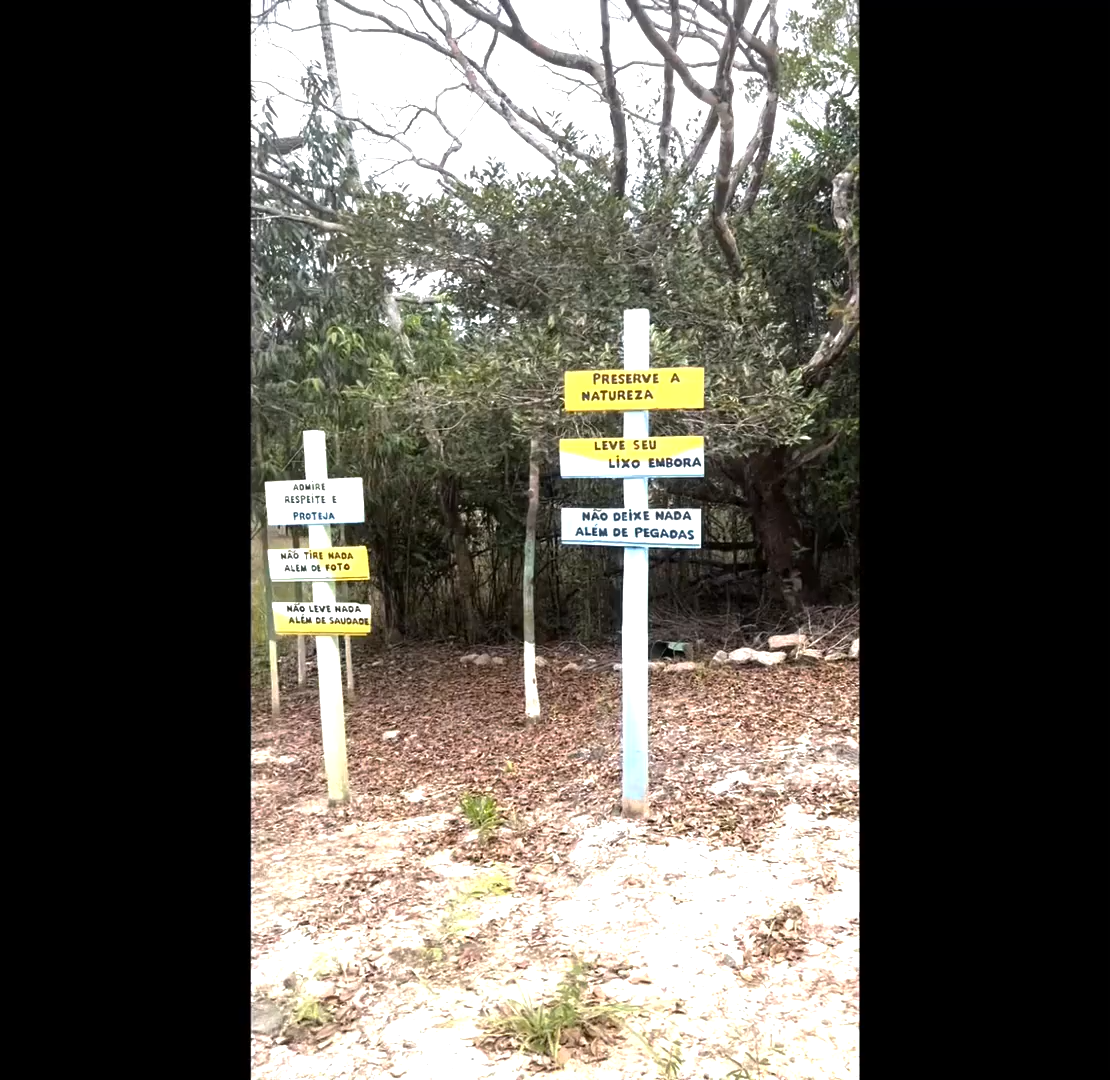 ADMIRE
RESPEITE E
PROTEJA
NÃO TIRE NADA
ALÉM DE FOTO
NÃO LEVE NADA
ALÉM DE SAUDADE
PRESERVE A
NATUREZA
LEVE SEU
LIXO EMBORA
NÃO DEIXE NADA
ALÉM DE PEGADAS